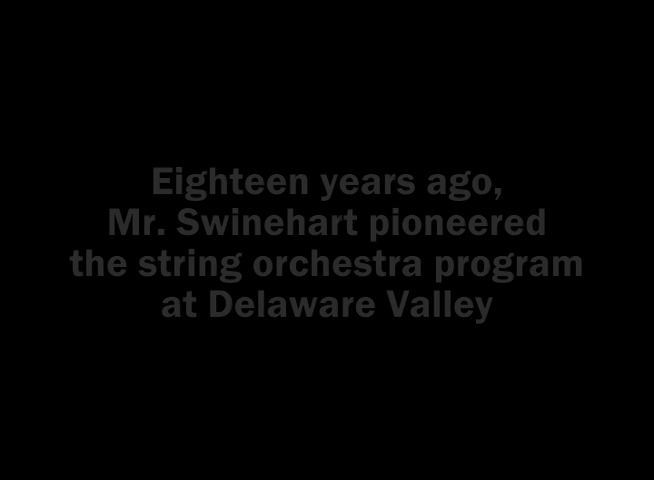 Eighteen years ago,
Mr. Swinehart pioneered
the string orchestra program
at Delaware Valley